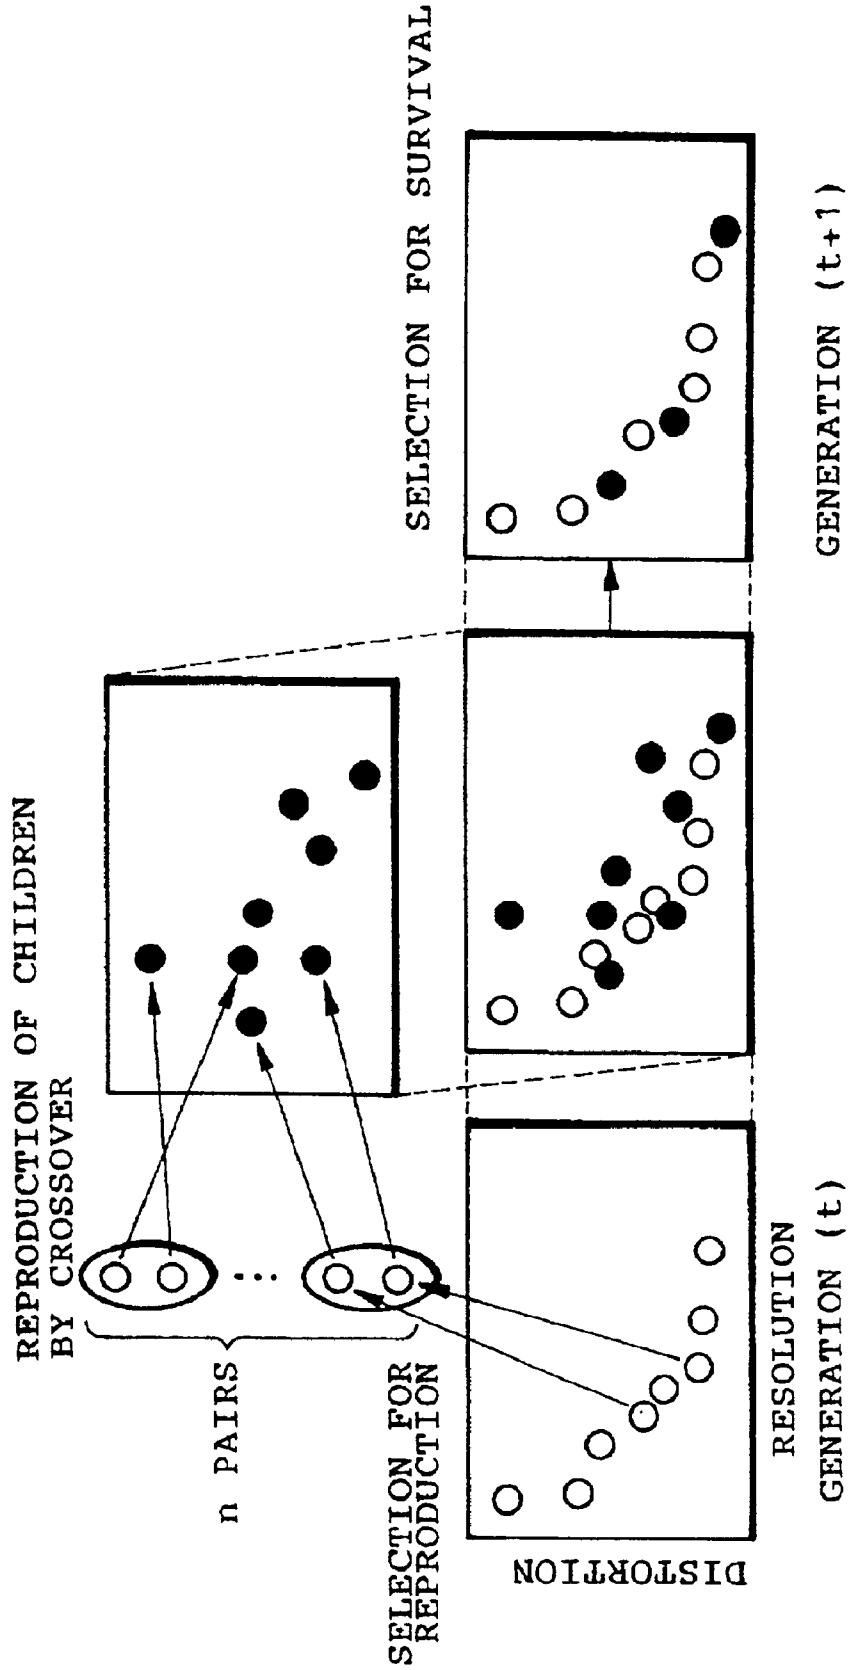 REPRODUCTION OF CHILDREN
BY CROSSOVER
n PAIRS
SELECTION FOR
REPRODUCTION
SELECTION FOR SURVIVAL
DISTORTION
RESOLUTION
GENERATION (t)
GENERATION (t+1)